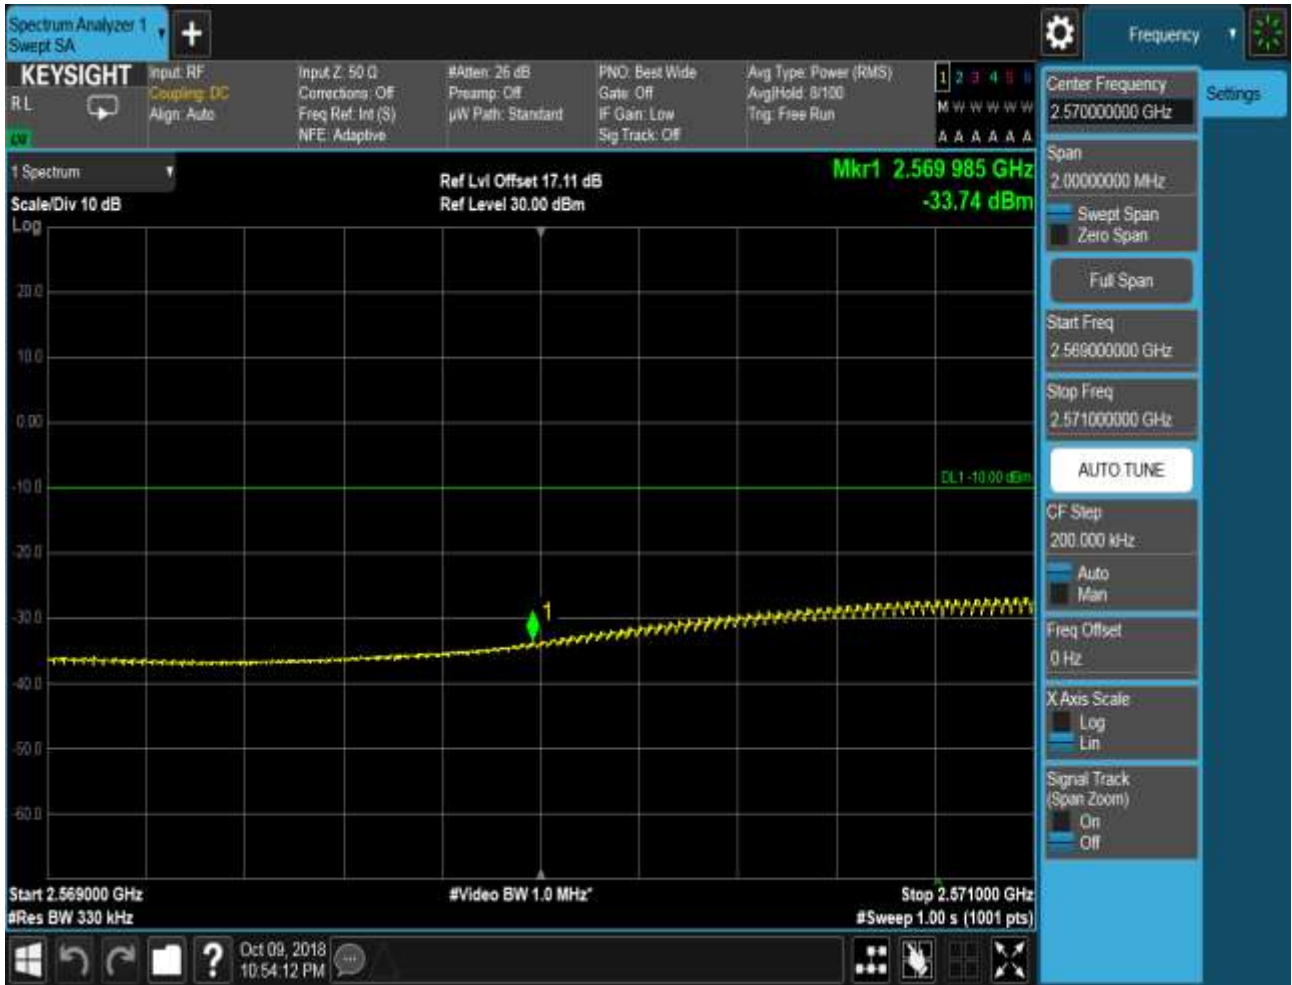 Spectrum Analyzer 1
Swept SA
+
Frequency
KEYSIGHT
R L
LXI
Input: RF
Coupling: DC
Align: Auto
Input Z: 50 Ω
Corrections: Off
Freq Ref: Int (S)
NFE: Adaptive
#Atten: 26 dB
Preamp: Off
µW Path: Standard
PNO: Best Wide
Gate: Off
IF Gain: Low
Sig Track: Off
Avg Type: Power (RMS)
Avg|Hold: 8/100
Trig: Free Run
1 2 3 4 5 6
M W W W W W
A A A A A A
1 Spectrum
Scale/Div 10 dB
Log
Ref Lvl Offset 17.11 dB
Ref Level 30.00 dBm
Mkr1 2.569 985 GHz
-33.74 dBm
20.0
10.0
0.00
-10.0
-20.0
-30.0
-40.0
-50.0
-60.0
DL1 -10.00 dBm
1
Start 2.569000 GHz
#Res BW 330 kHz
#Video BW 1.0 MHz*
Stop 2.571000 GHz
#Sweep 1.00 s (1001 pts)
Center Frequency
2.570000000 GHz
Settings
Span
2.00000000 MHz
Swept Span
Zero Span
Full Span
Start Freq
2.569000000 GHz
Stop Freq
2.571000000 GHz
AUTO TUNE
CF Step
200.000 kHz
Auto
Man
Freq Offset
0 Hz
X Axis Scale
Log
Lin
Signal Track
(Span Zoom)
On
Off
?
Oct 09, 2018
10:54:12 PM